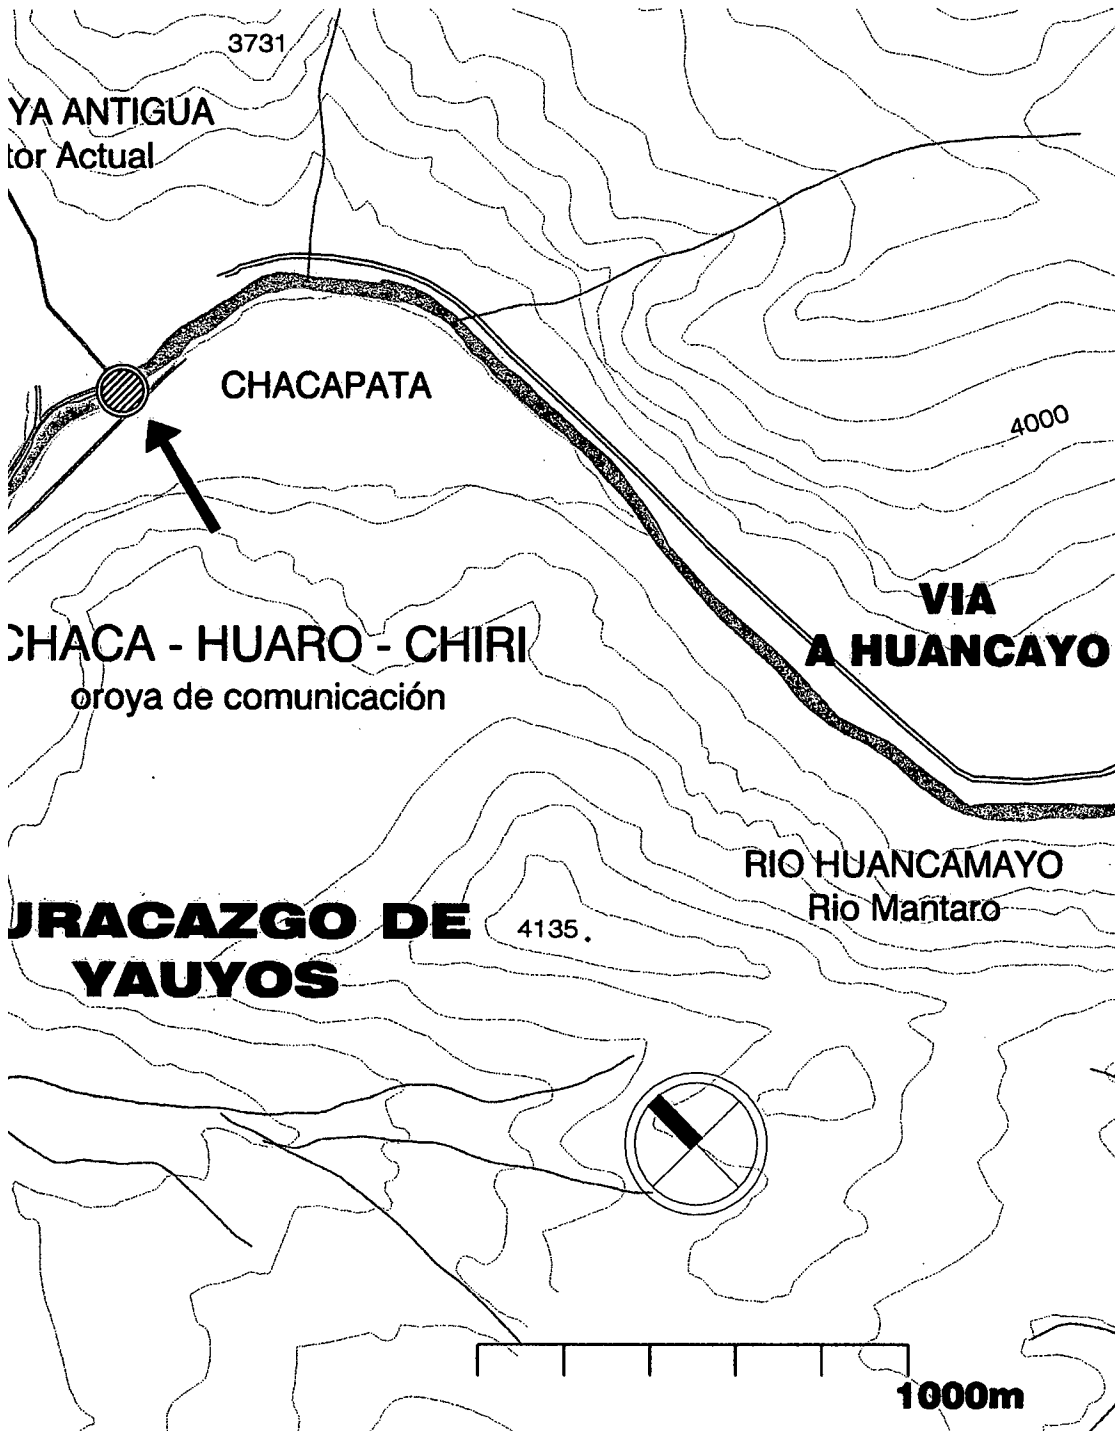 3731
YA ANTIGUA
tor Actual
CHACAPATA
4000
VIA
A HUANCAYO
CHACA - HUARO - CHIRI
oroya de comunicación
RIO HUANCAMAYO
Rio Mantaro
URACAZGO DE
YAUYOS
4135
1000m